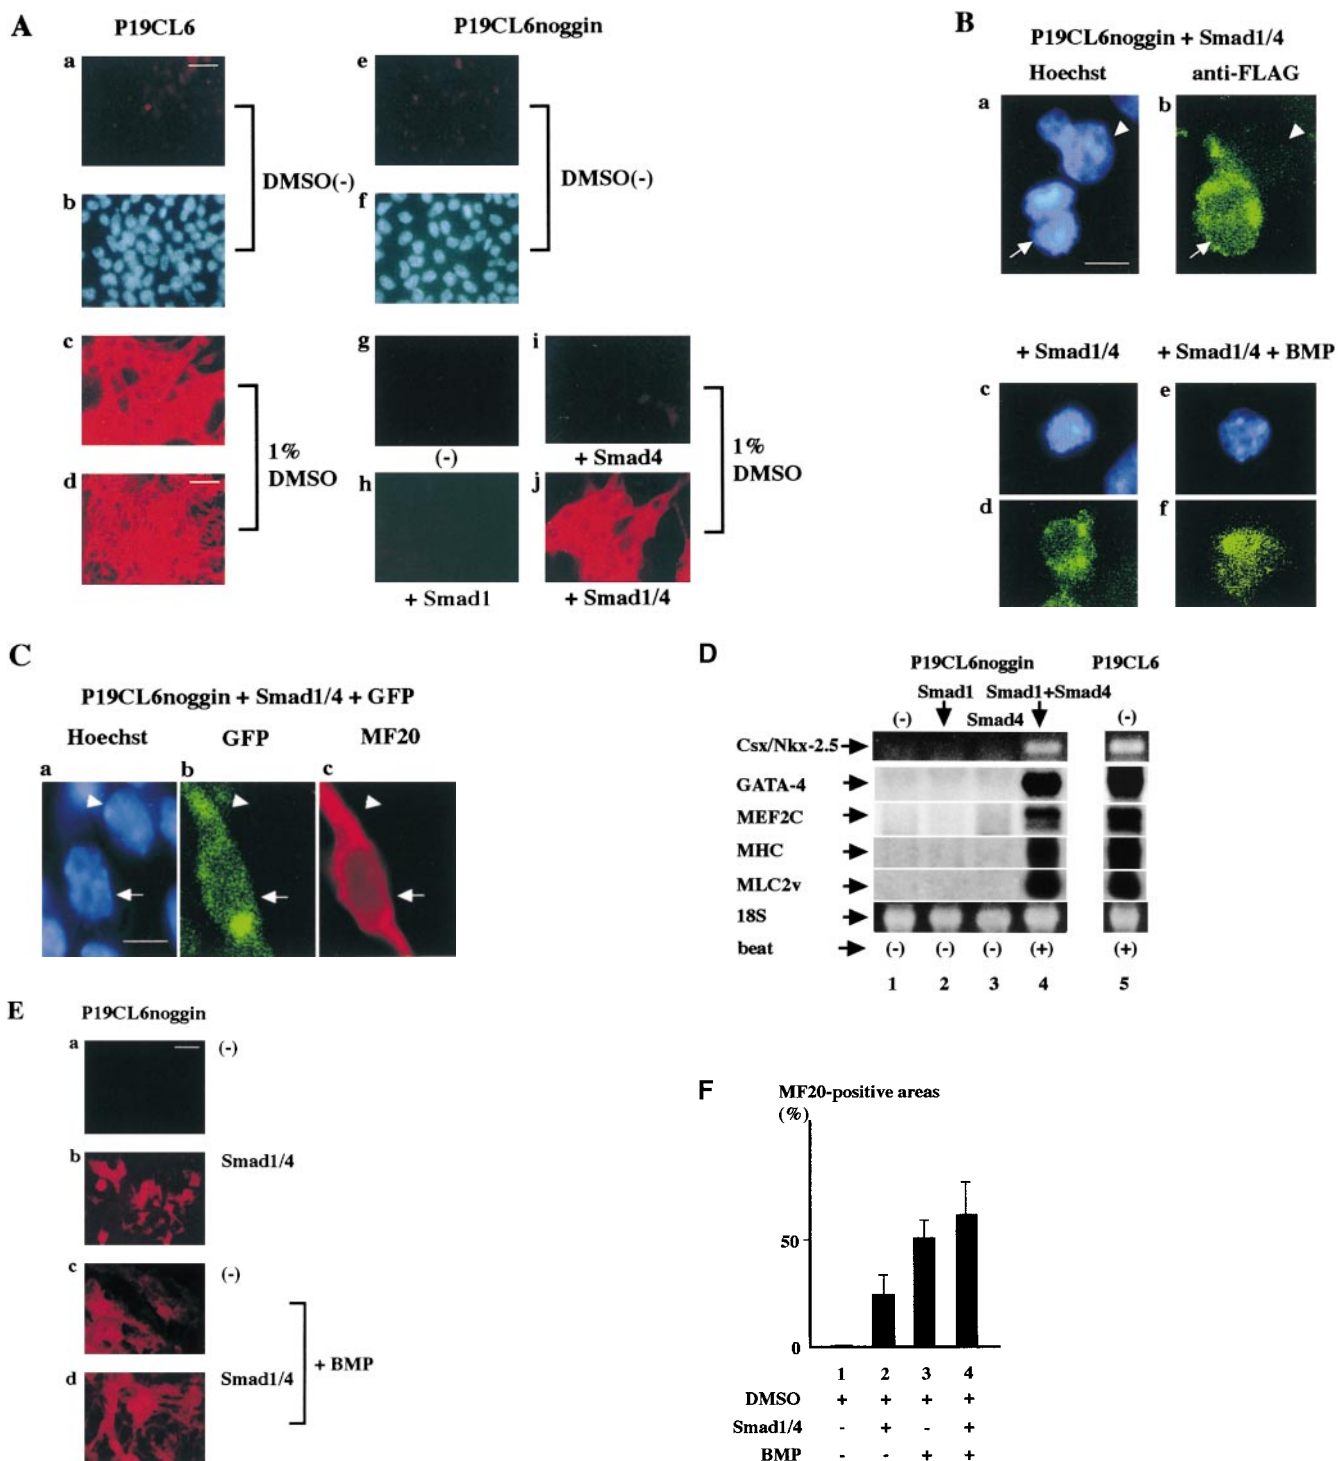 A
P19CL6
P19CL6noggin
a
e
DMSO(-)
DMSO(-)
b
f
c
g
i
1%
DMSO
(-)
+ Smad4
1%
DMSO
d
h
j
+ Smad1
+ Smad1/4
B
P19CL6noggin + Smad1/4
Hoechst
anti-FLAG
a
b
+ Smad1/4
+ Smad1/4 + BMP
c
e
d
f
C
P19CL6noggin + Smad1/4 + GFP
Hoechst
GFP
MF20
a
b
c
D
P19CL6noggin
P19CL6
Smad1
Smad1+Smad4
(-)
Smad4
(-)
Csx/Nkx-2.5
GATA-4
MEF2C
MHC
MLC2v
18S
beat
(-)
(-)
(-)
(+)
(+)
1
2
3
4
5
E
P19CL6noggin
a
(-)
b
Smad1/4
c
(-)
d
Smad1/4
+ BMP
F
MF20-positive areas
(%)
50
0
1 2 3 4
DMSO + + + +
Smad1/4 - + - +
BMP - - + +